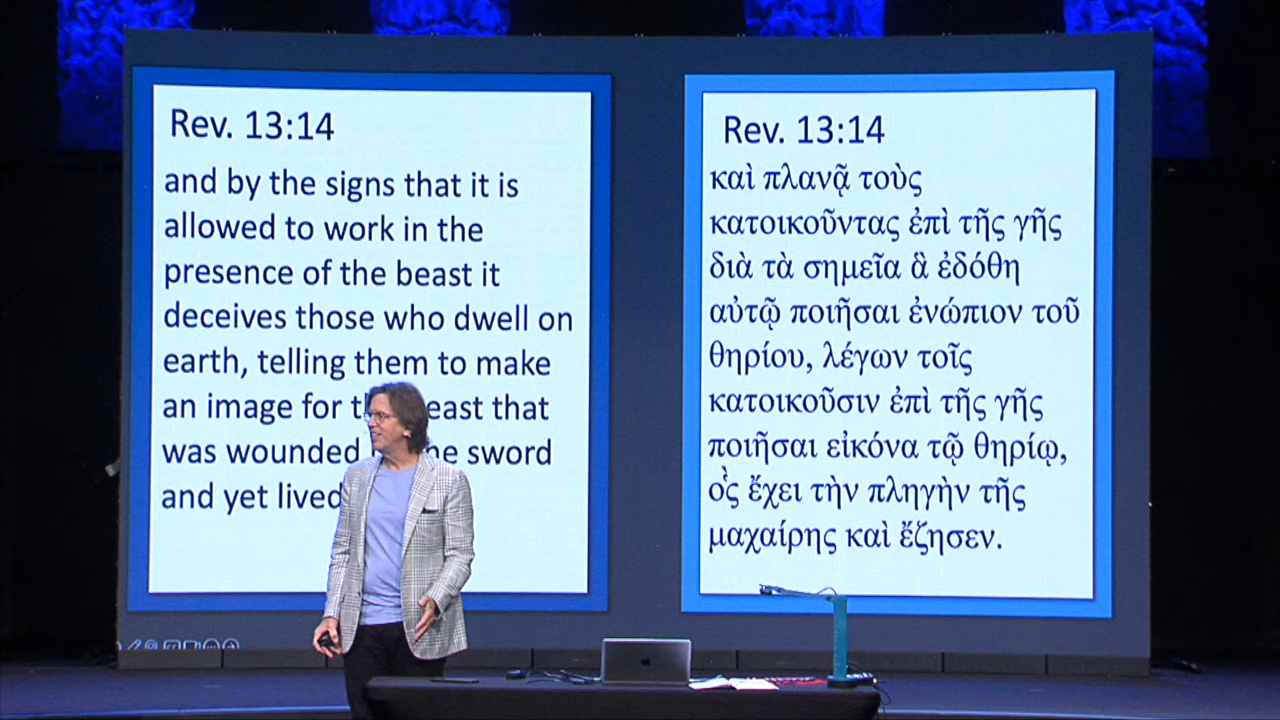 Rev. 13:14
and by the signs that it is
allowed to work in the
presence of the beast it
deceives those who dwell on
earth, telling them to make
an image for that
was wounded sword
and yet lived
Rev. 13:14
καὶ πλανᾷ τοὺς
κατοικοῦντας ἐπὶ τῆς γῆς
διὰ τὰ σημεῖα ἃ ἐδόθη
αὐτῷ ποιῆσαι ἐνώπιον τοῦ
θηρίου, λέγων τοῖς
κατοικοῦσιν ἐπὶ τῆς γῆς
ποιῆσαι εἰκόνα τῷ θηρίῳ,
ὃς ἔχει τὴν πληγὴν τῆς
μαχαίρης καὶ ἔζησεν.